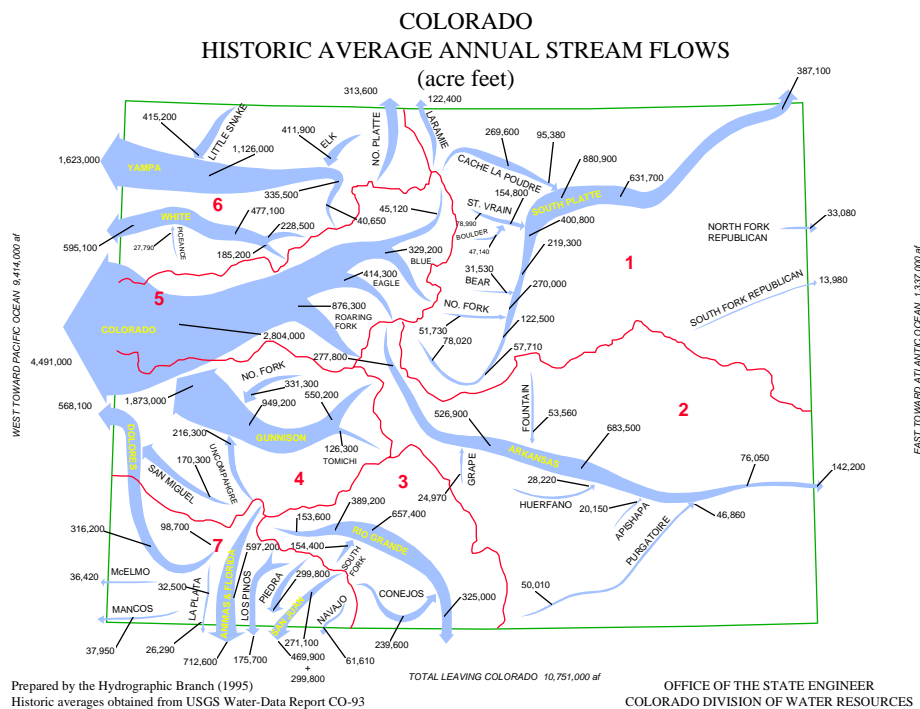 COLORADO
HISTORIC AVERAGE ANNUAL STREAM FLOWS
(acre feet)
387,100
313,600
122,400
415,200
LITTLE SNAKE
411,900
ELK
NO. PLATTE
LARAMIE
269,600
95,380
CACHE LA POUDRE
880,900
631,700
1,623,000
YAMPA
1,126,000
335,500
154,800
SOUTH PLATTE
6
45,120
ST. VRAIN
400,800
WHITE
477,100
228,500
40,650
78,990
BOULDER
47,140
NORTH FORK
REPUBLICAN
33,080
595,100
27,790
PICEANCE
185,200
329,200
BLUE
219,300
1
414,300
EAGLE
31,530
BEAR
270,000
SOUTH FORK REPUBLICAN
13,980
5
876,300
ROARING
FORK
NO. FORK
122,500
COLORADO
2,804,000
51,730
78,020
57,710
4,491,000
277,800
WEST TOWARD PACIFIC OCEAN 9,414,000 af
EAST TOWARD ATLANTIC OCEAN 1,337,000 af
NO. FORK
331,300
1,873,000
949,200
550,200
568,100
526,900
FOUNTAIN
53,560
2
DOLORES
216,300
GUNNISON
126,300
TOMICHI
683,500
ARKANSAS
170,300
SAN MIGUEL
UNCOMPAHGRE
4
3
GRAPE
24,970
28,220
HUERFANO
76,050
142,200
389,200
657,400
153,600
20,150
APISHAPA
46,860
PURGATOIRE
316,200
98,700
7
597,200
154,400
RIO GRANDE
SOUTH
FORK
McELMO
36,420
32,500
LA PLATA
ANIMAS & FLORIDA
LOS PINOS
PIEDRA
299,800
SAN JUAN
NAVAJO
CONEJOS
325,000
50,010
MANCOS
37,950
26,290
712,600
175,700
271,100
469,900
+
299,800
61,610
239,600
TOTAL LEAVING COLORADO 10,751,000 af
Prepared by the Hydrographic Branch (1995)
Historic averages obtained from USGS Water-Data Report CO-93
OFFICE OF THE STATE ENGINEER
COLORADO DIVISION OF WATER RESOURCES